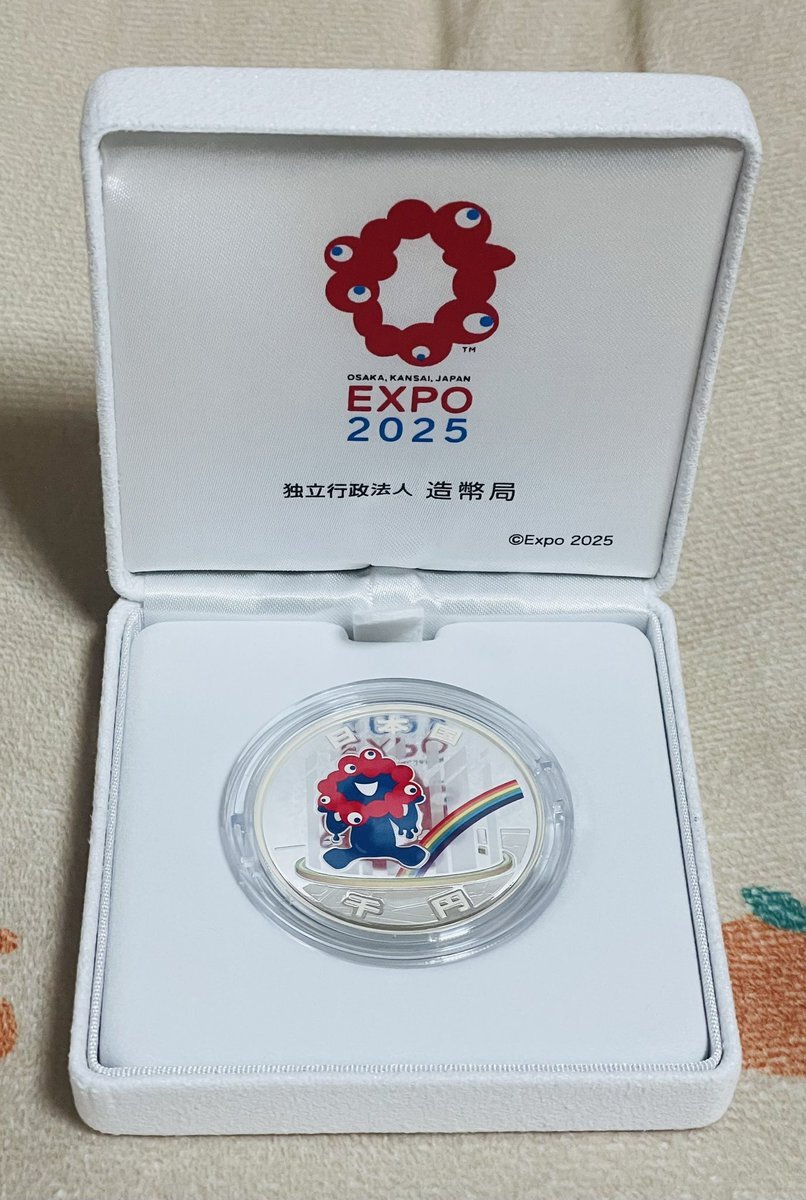 TM
OSAKA, KANSAI, JAPAN
EXPO
2025
独立行政法人 造幣局
©Expo 2025
日本国
千円